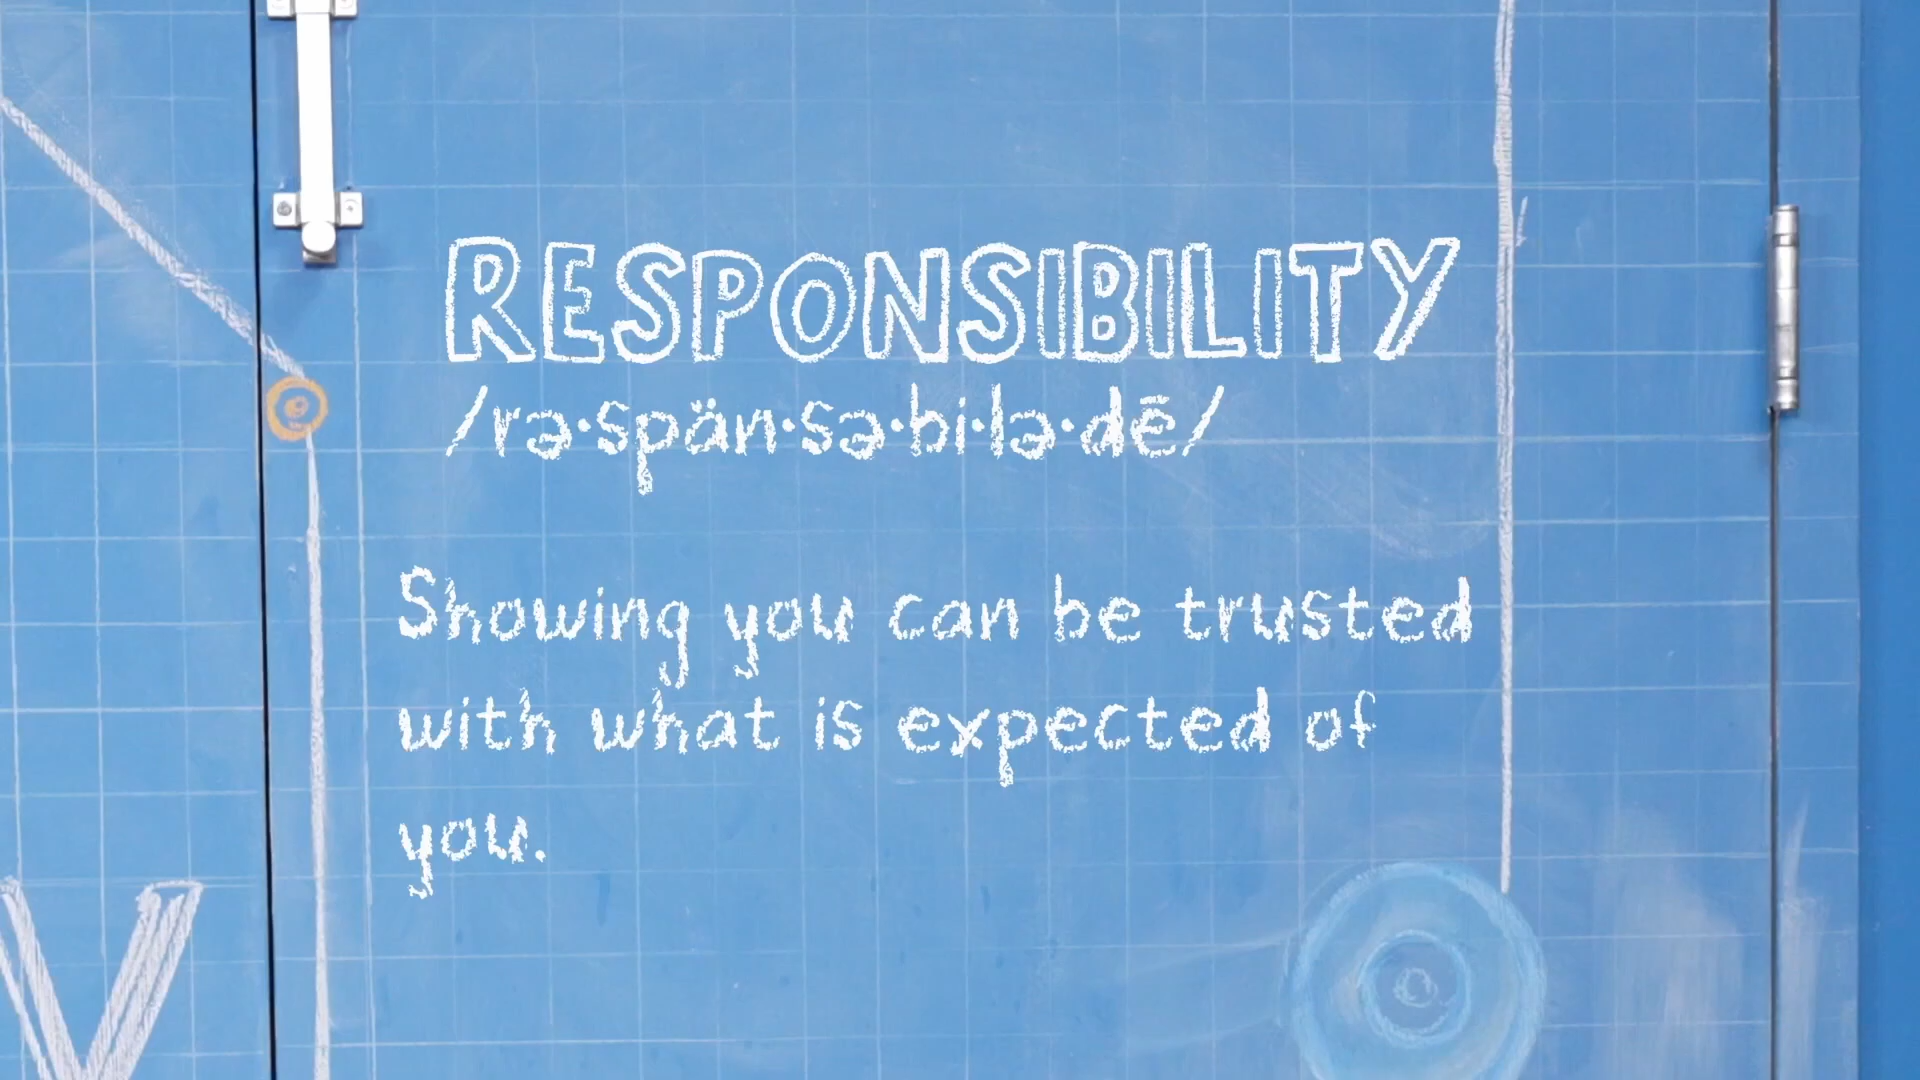 RESPONSIBILITY
/rə·spän·sə·bi·lə·dē/
Showing you can be trusted
with what is expected of
you.